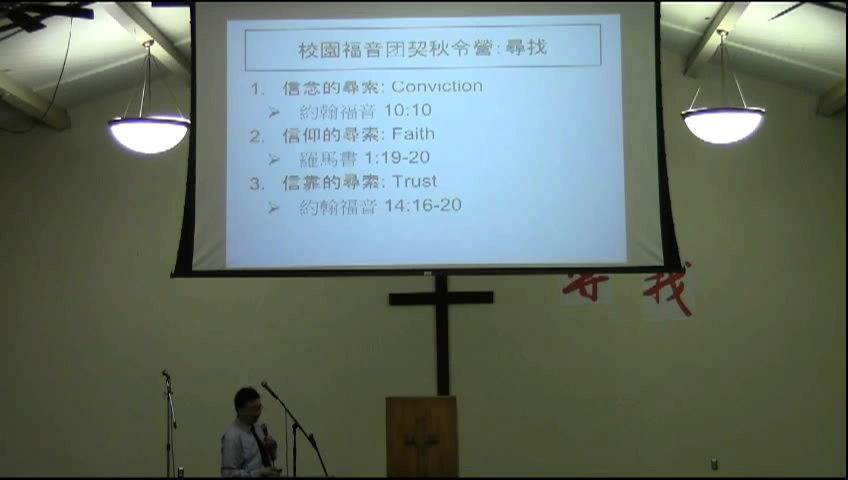 校園福音团契秋令營: 尋找
1. 信念的尋索: Conviction
➢ 約翰福音 10:10
2. 信仰的尋索: Faith
➢ 羅馬書 1:19-20
3. 信靠的尋索: Trust
➢ 約翰福音 14:16-20
尋找